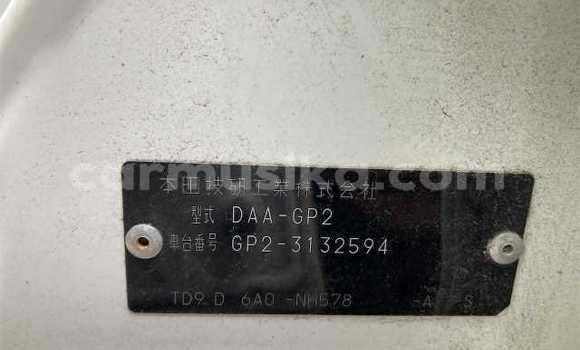 本田技研工業株式会社
型式 DAA-GP2
車台番号 GP2-3132594
TD9 D 6A0 -NH578 -A -S
carmusika.com